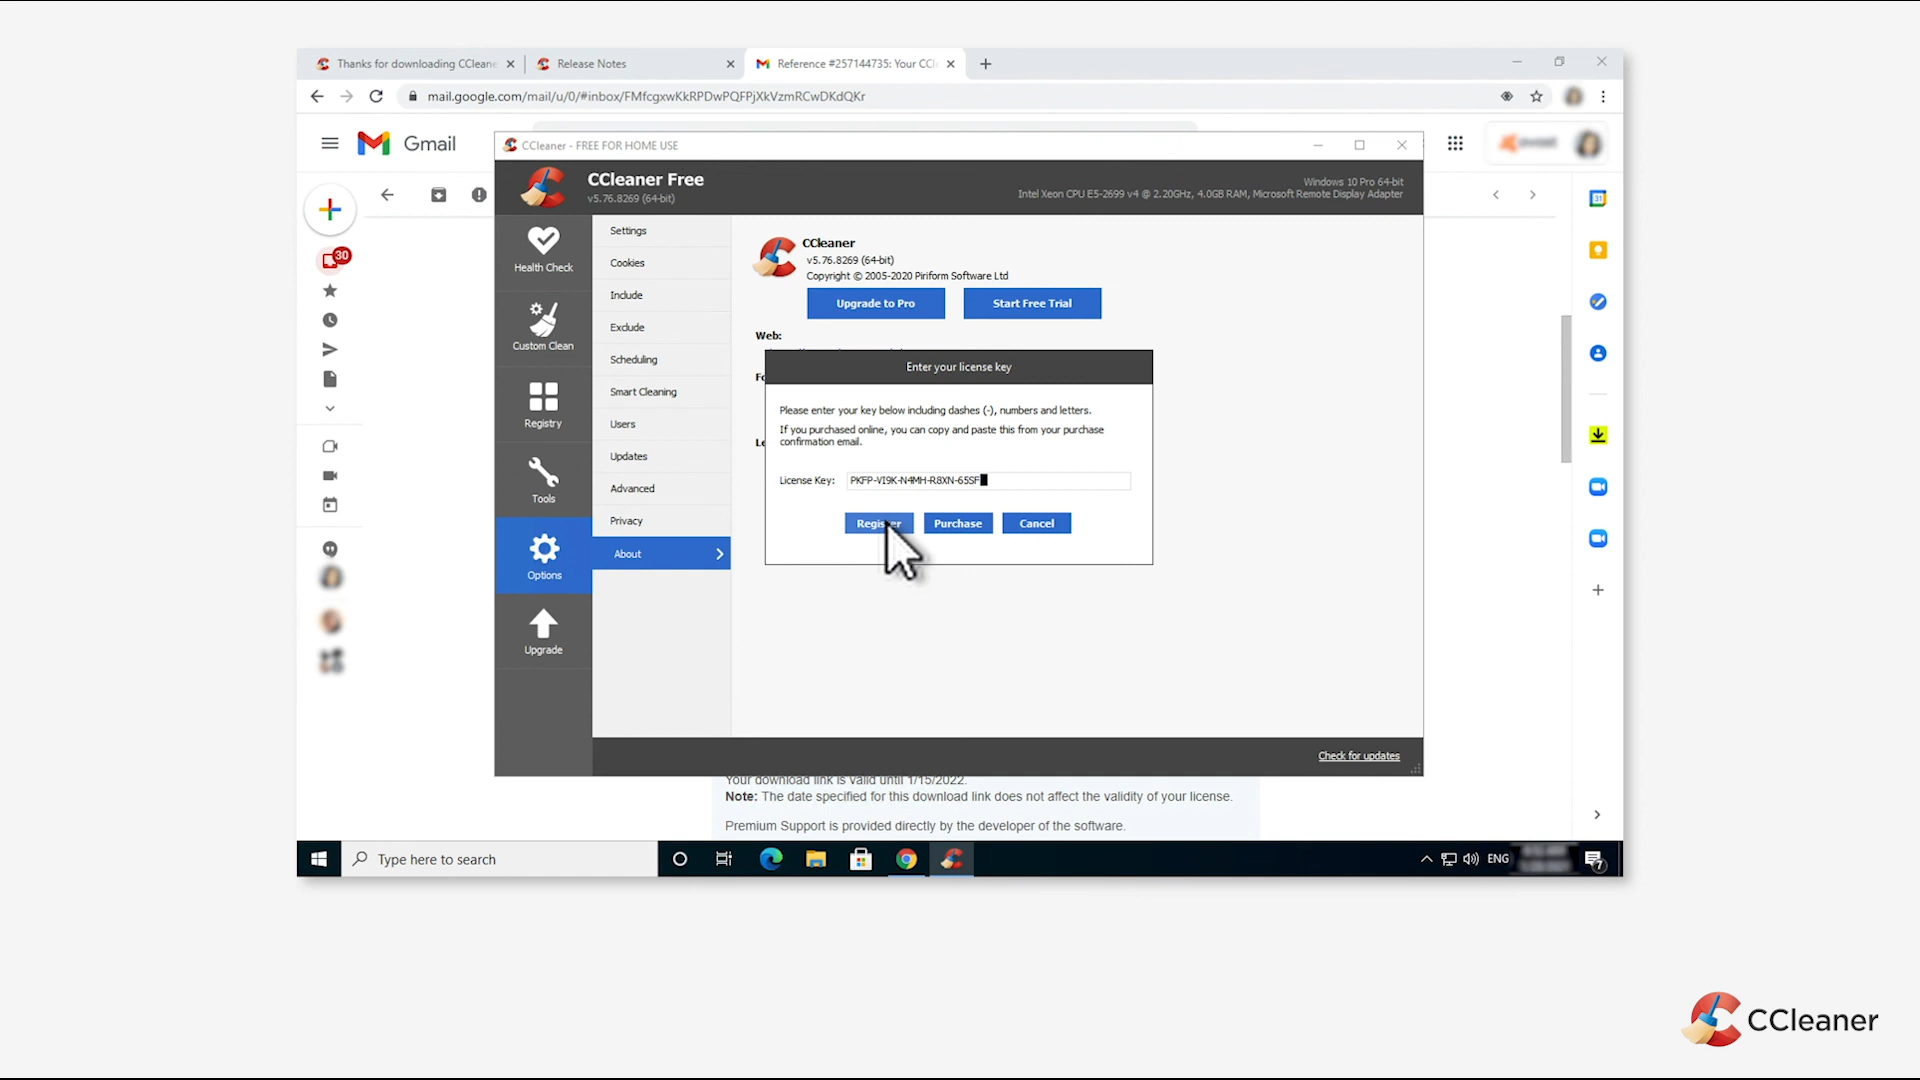 Thanks for downloading CCleane
Release Notes
Reference #257144735: Your CCl
mail.google.com/mail/u/0/#inbox/FMfcgxwKkRPDwPQFPjXkVzmRCwDKdQKr
Gmail
CCleaner - FREE FOR HOME USE
CCleaner Free
v5.76.8269 (64-bit)
Windows 10 Pro 64-bit
Intel Xeon CPU E5-2699 v4 @ 2.20GHz, 4.0GB RAM, Microsoft Remote Display Adapter
30
31
Health Check
Custom Clean
Registry
Tools
Options
Upgrade
Settings
Cookies
Include
Exclude
Scheduling
Smart Cleaning
Users
Updates
Advanced
Privacy
About
CCleaner
v5.76.8269 (64-bit)
Copyright © 2005-2020 Piriform Software Ltd
Upgrade to Pro
Start Free Trial
Web:
Enter your license key
Please enter your key below including dashes (-), numbers and letters.
If you purchased online, you can copy and paste this from your purchase
confirmation email.
License Key:
PKFP-VI9K-N4MH-R8XN-65SF
Register
Purchase
Cancel
Check for updates
Your download link is valid until 1/15/2022.
Note: The date specified for this download link does not affect the validity of your license.
Premium Support is provided directly by the developer of the software.
Type here to search
ENG
7
CCleaner